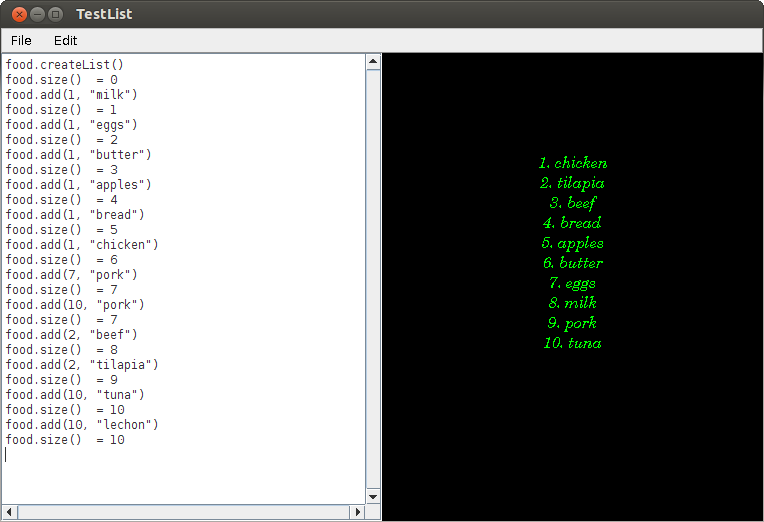 TestList
File Edit
food.createList()
food.size()  = 0
food.add(1, "milk")
food.size()  = 1
food.add(1, "eggs")
food.size()  = 2
food.add(1, "butter")
food.size()  = 3
food.add(1, "apples")
food.size()  = 4
food.add(1, "bread")
food.size()  = 5
food.add(1, "chicken")
food.size()  = 6
food.add(7, "pork")
food.size()  = 7
food.add(10, "pork")
food.size()  = 7
food.add(2, "beef")
food.size()  = 8
food.add(2, "tilapia")
food.size()  = 9
food.add(10, "tuna")
food.size()  = 10
food.add(10, "lechon")
food.size()  = 10
1. chicken
2. tilapia
3. beef
4. bread
5. apples
6. butter
7. eggs
8. milk
9. pork
10. tuna